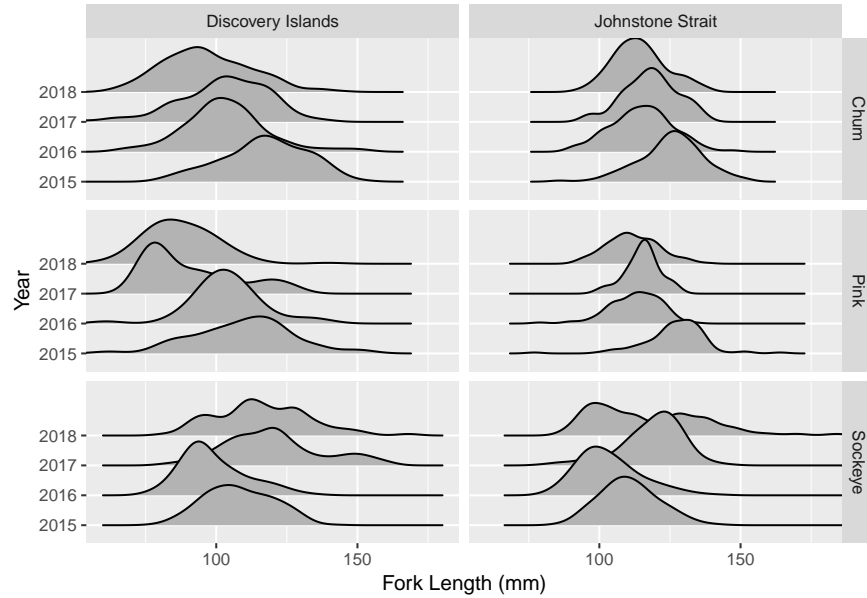 Discovery Islands
Johnstone Strait
2018
2017
2016
2015
Chum
2018
2017
2016
2015
Pink
2018
2017
2016
2015
Sockeye
Year
100
150
100
150
Fork Length (mm)